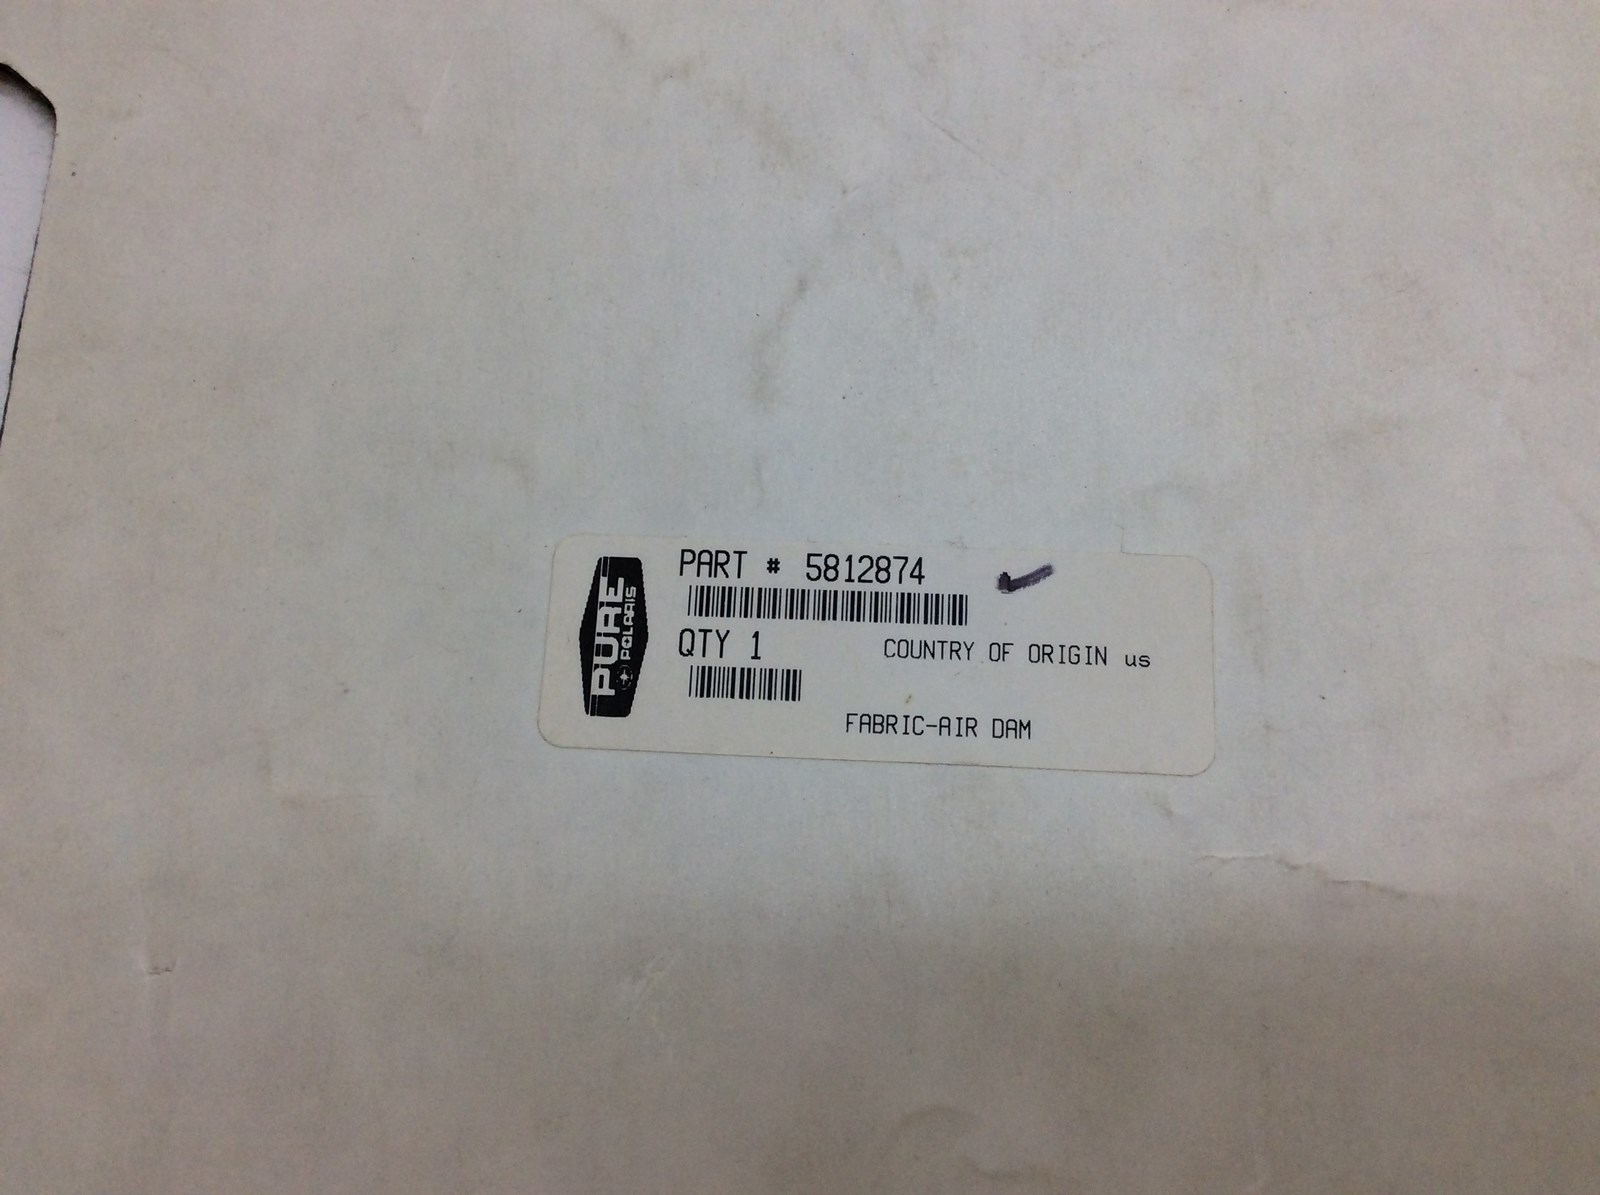 PURE
POLARIS
PART # 5812874
QTY 1
COUNTRY OF ORIGIN us
FABRIC-AIR DAM